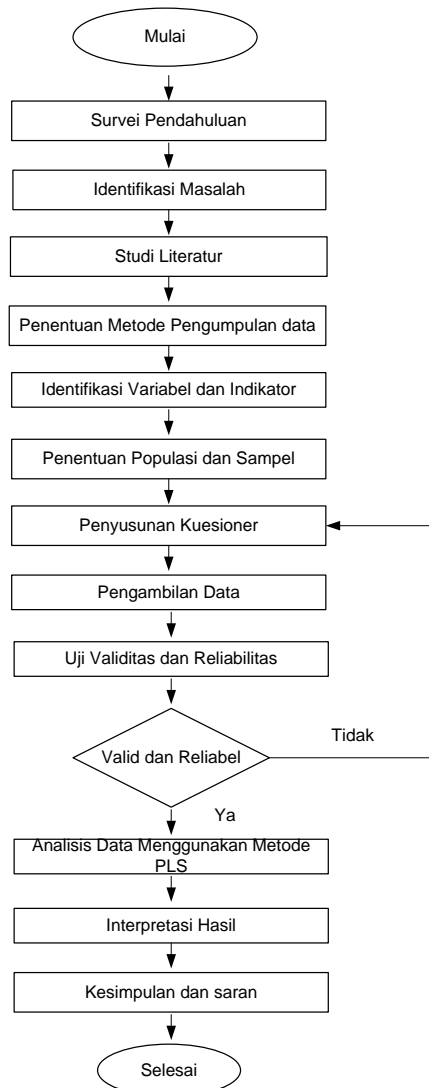 Mulai
Survei Pendahuluan
Identifikasi Masalah
Studi Literatur
Penentuan Metode Pengumpulan data
Identifikasi Variabel dan Indikator
Penentuan Populasi dan Sampel
Penyusunan Kuesioner
Pengambilan Data
Uji Validitas dan Reliabilitas
Valid dan Reliabel
Tidak
Ya
Analisis Data Menggunakan Metode
PLS
Interpretasi Hasil
Kesimpulan dan saran
Selesai